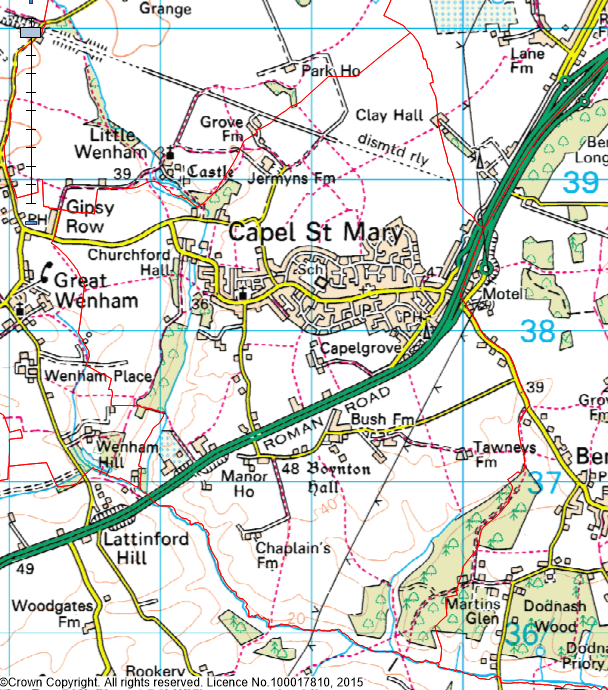 Grange
Lane
Fm
Park Ho
Clay Hall
Grove
Fm
Little
Wenham
dismtd rly
Castle
39
Jermyns Fm
Long
39
PH
Gipsy
Row
Capel St Mary
Churchford
Hall
Sch
47
Great
Wenham
36
Motel
PH
38
Capelgrove
Wenham Place
39
ROMAN ROAD
Bush Fm
Wenham
Hill
Tawneys
Fm
Manor
Ho
48
Boynton
Hall
37
40
Lattinford
Hill
Chaplain's
Fm
49
Woodgates
Fm
Martins
Glen
Dodnash
Wood
20
36
Priory
Rookery
©Crown Copyright. All rights reserved. Licence No.100017810, 2015